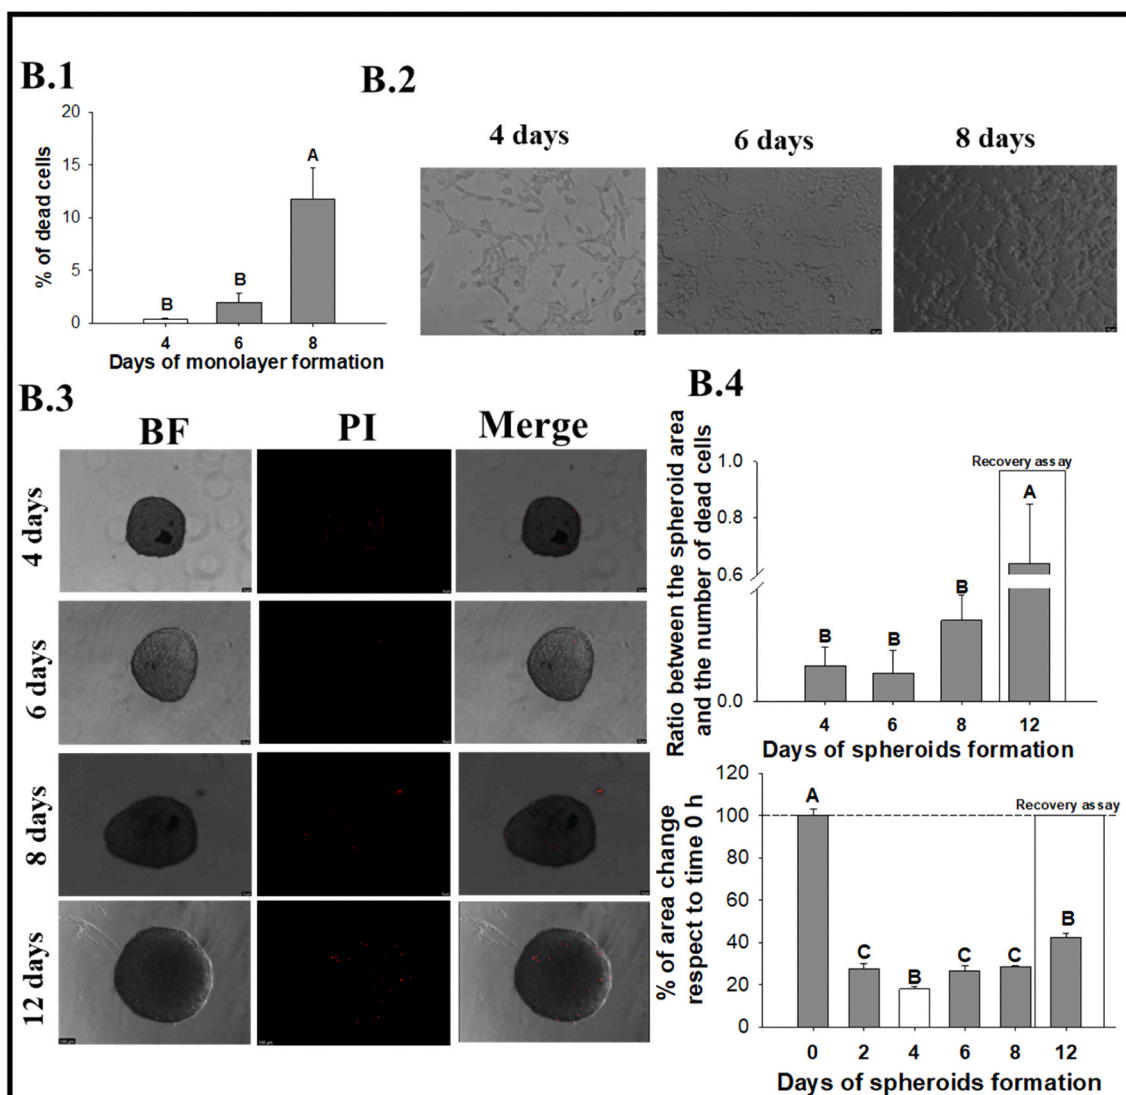 B.1
% of dead cells
20
15
10
5
0
A
B
B
4
6
8
Days of monolayer formation
B.2
4 days
6 days
8 days
B.3
BF
PI
Merge
4 days
6 days
8 days
12 days
100 µm
100 µm
B.4
Ratio between the spheroid area
and the number of dead cells
1.0
0.8
0.6
0.0
Recovery assay
A
B
B
B
4
6
8
12
Days of spheroids formation
% of area change
respect to time 0 h
120
100
80
60
40
20
0
Recovery assay
A
C
B
C
C
B
0
2
4
6
8
12
Days of spheroids formation